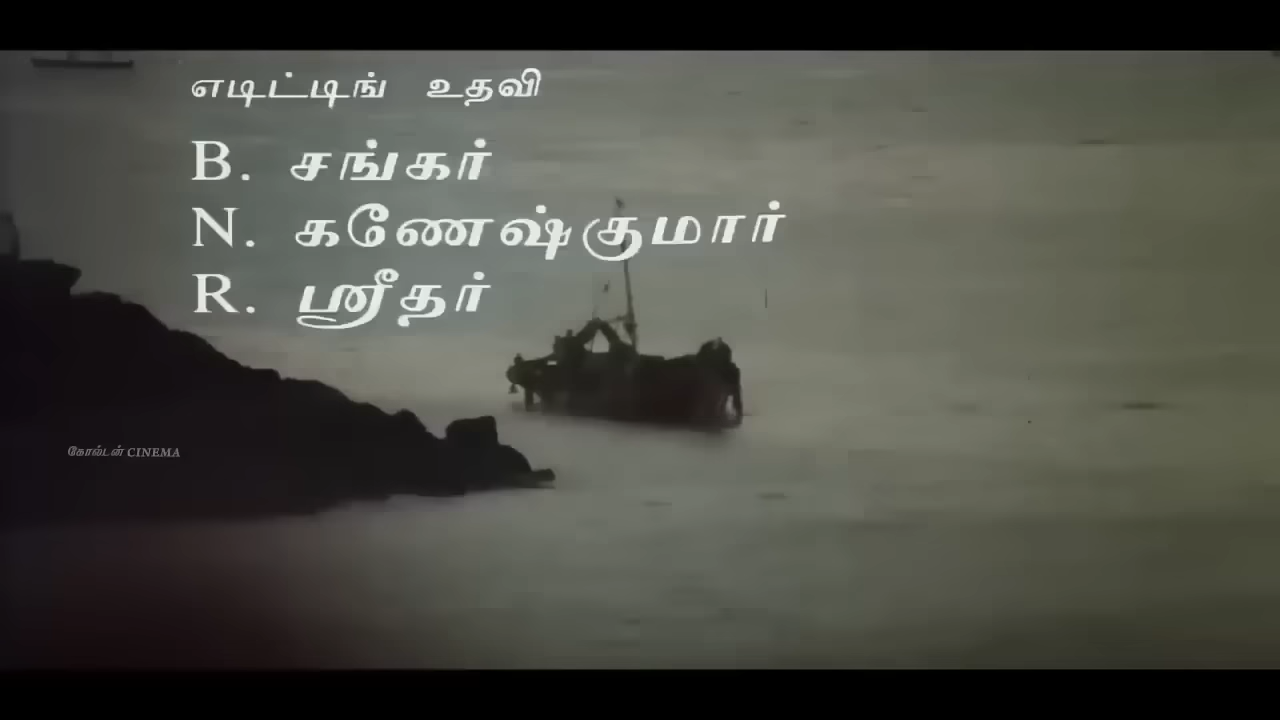 எடிட்டிங் உதவி
B. சங்கர்
N. கணேஷ்குமார்
R. ஸ்ரீதர்
கோல்டன் CINEMA